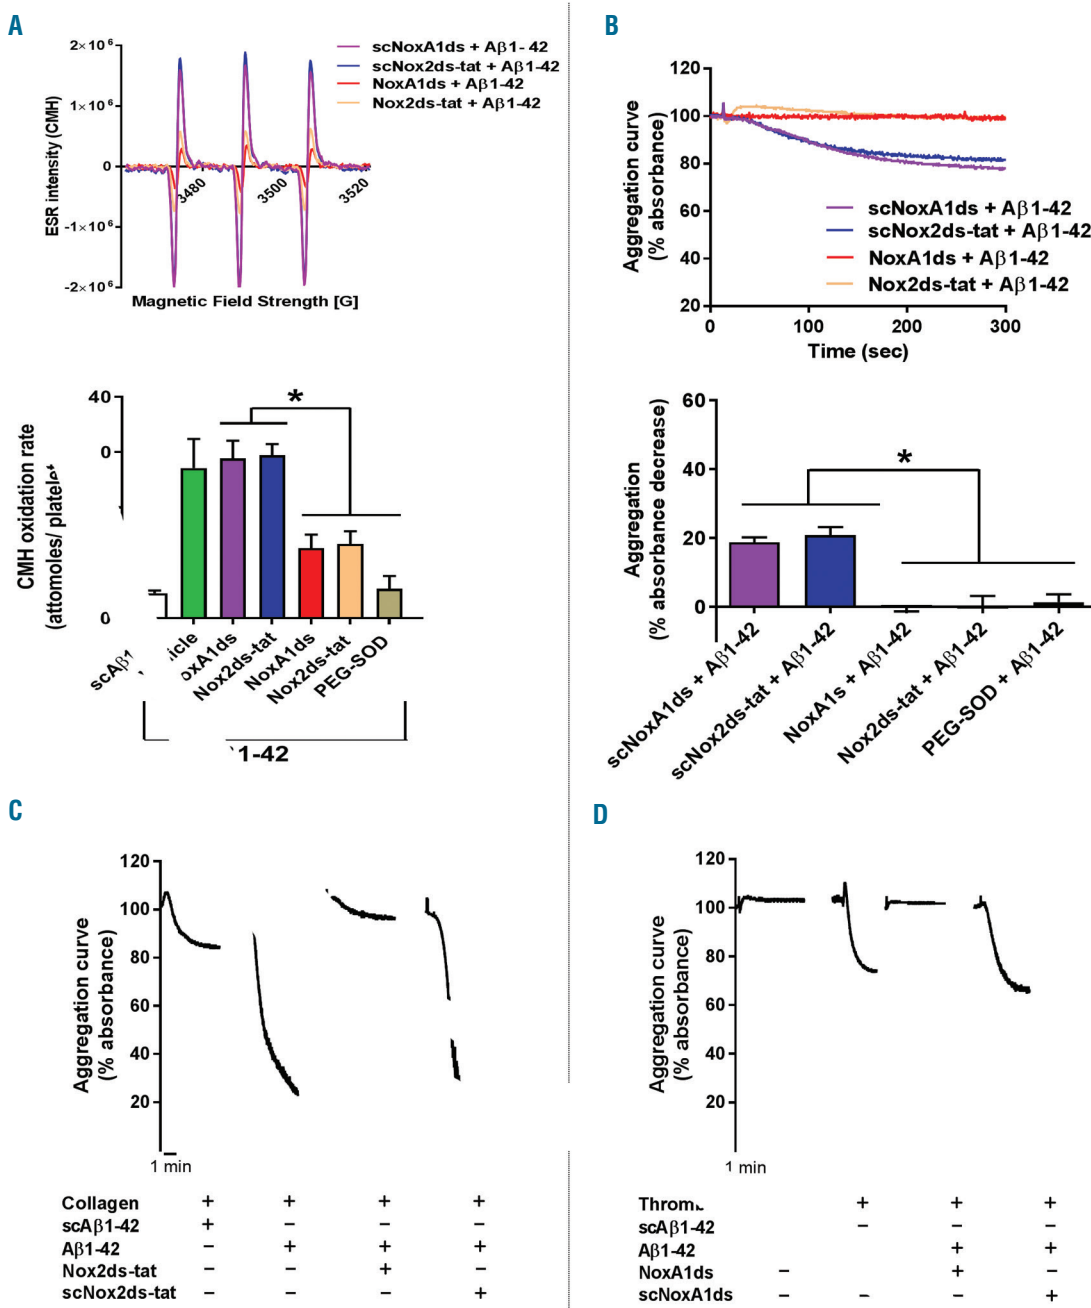 A
2×10⁶
1×10⁶
0
-1×10⁶
-2×10⁶
ESR intensity (CMH)
scNoxA1ds + Aβ1- 42
scNox2ds-tat + Aβ1-42
NoxA1ds + Aβ1-42
Nox2ds-tat + Aβ1-42
3480
3500
3520
Magnetic Field Strength [G]
40
0
0
CMH oxidation rate
(attomoles/
*
Nox2ds-tat
NoxA1ds
Nox2ds-tat
PEG-SOD
1-42
B
120
100
80
60
40
20
Aggregation curve
(% absorbance)
scNoxA1ds + Aβ1-42
scNox2ds-tat + Aβ1-42
NoxA1ds + Aβ1-42
Nox2ds-tat + Aβ1-42
0
100
200
300
Time (sec)
60
40
20
0
Aggregation
(% absorbance decrease)
*
scNoxA1ds + Aβ1-42
scNox2ds-tat + Aβ1-42
NoxA1s + Aβ1-42
Nox2ds-tat + Aβ1-42
PEG-SOD + Aβ1-42
C
120
100
80
60
40
20
Aggregation curve
(% absorbance)
1 min
Collagen + + + +
scAβ1-42 + − − −
Aβ1-42 − + + +
Nox2ds-tat − − + −
scNox2ds-tat − − − +
D
120
100
80
60
40
20
Aggregation curve
(% absorbance)
1 min
+ + +
scAβ1-42 − − −
Aβ1-42 + +
NoxA1ds − + −
scNoxA1ds − − − +